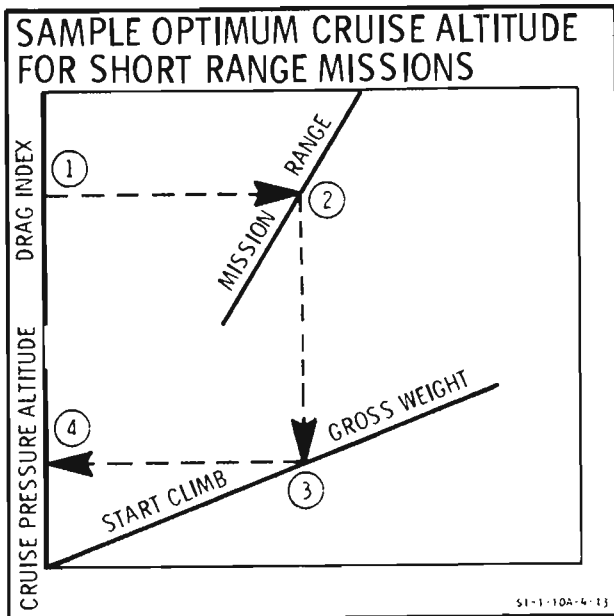 SAMPLE OPTIMUM CRUISE ALTITUDE
FOR SHORT RANGE MISSIONS
DRAG INDEX
1
MISSION RANGE
2
CRUISE PRESSURE ALTITUDE
4
START CLIMB GROSS WEIGHT
3
S1-1-10A-4-13